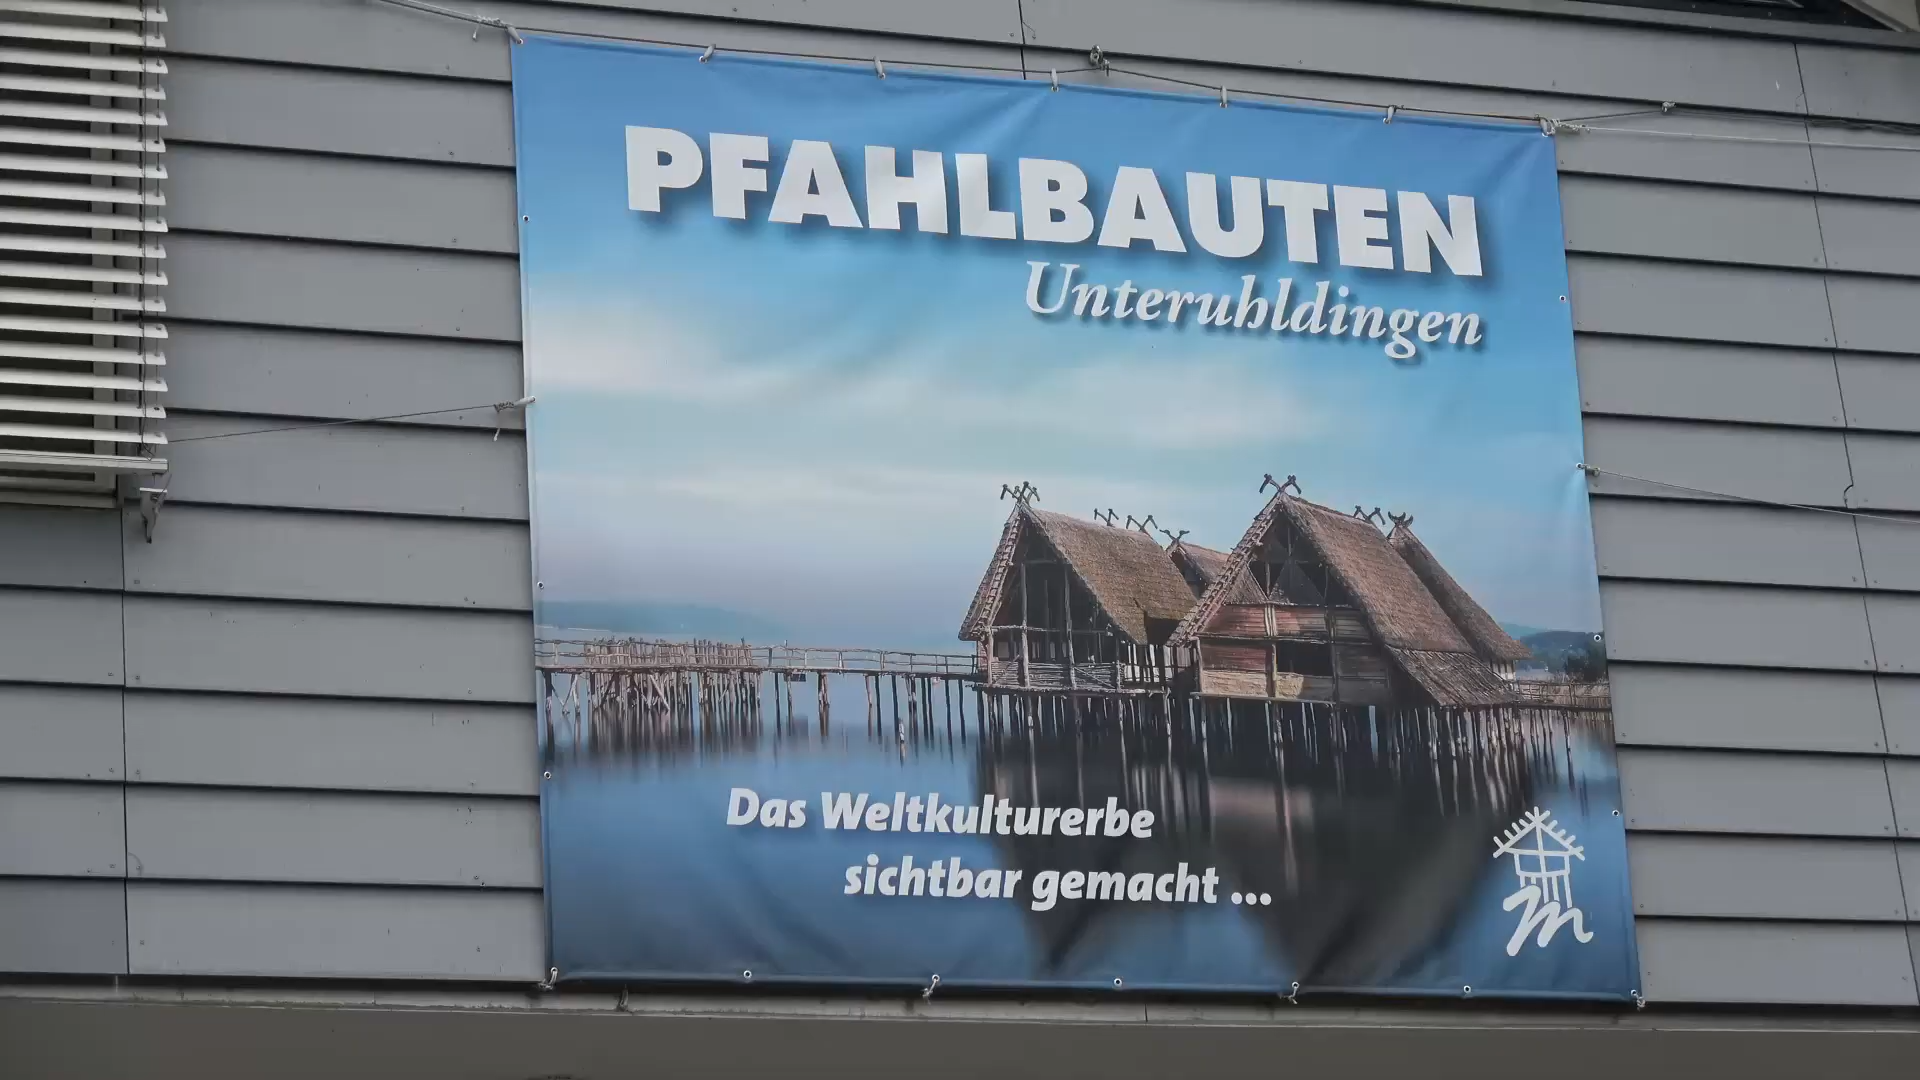 PFAHLBAUTEN
Unteruhldingen
Das Weltkulturerbe
sichtbar gemacht ...
m